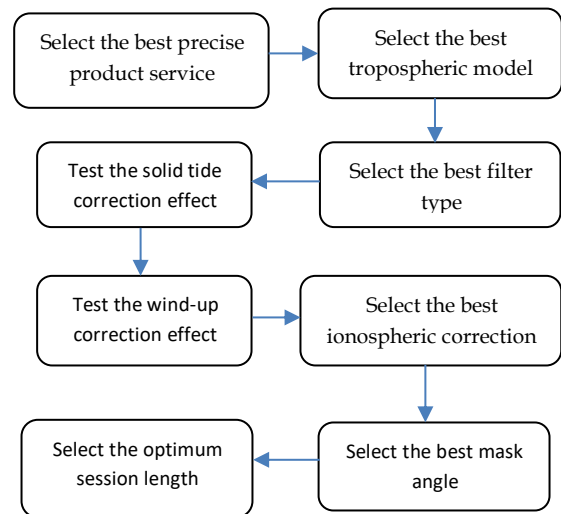 Select the best precise
product service
Select the best
tropospheric model
Select the best filter
type
Test the solid tide
correction effect
Test the wind-up
correction effect
Select the best
ionospheric correction
Select the best mask
angle
Select the optimum
session length